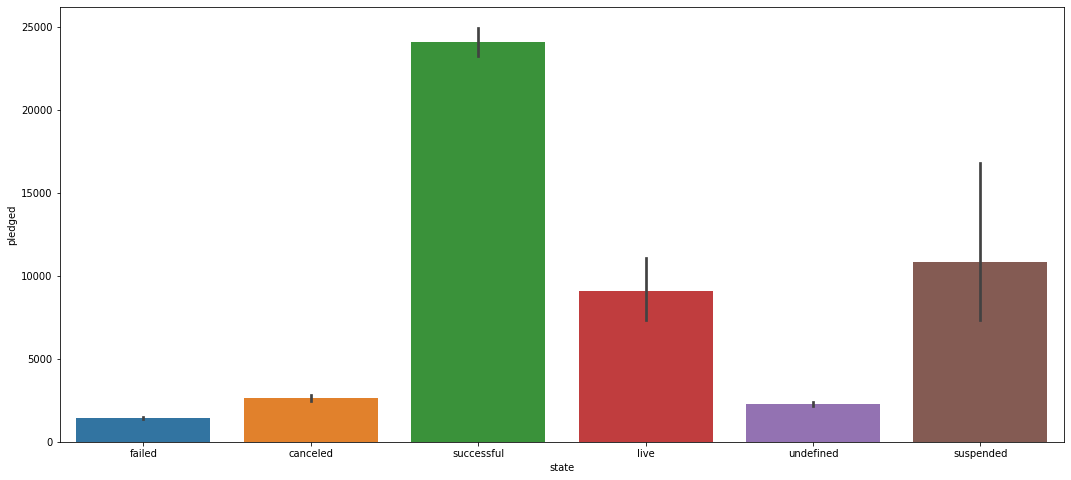 25000
20000
15000
10000
5000
0
pledged
failed canceled successful live undefined suspended
state